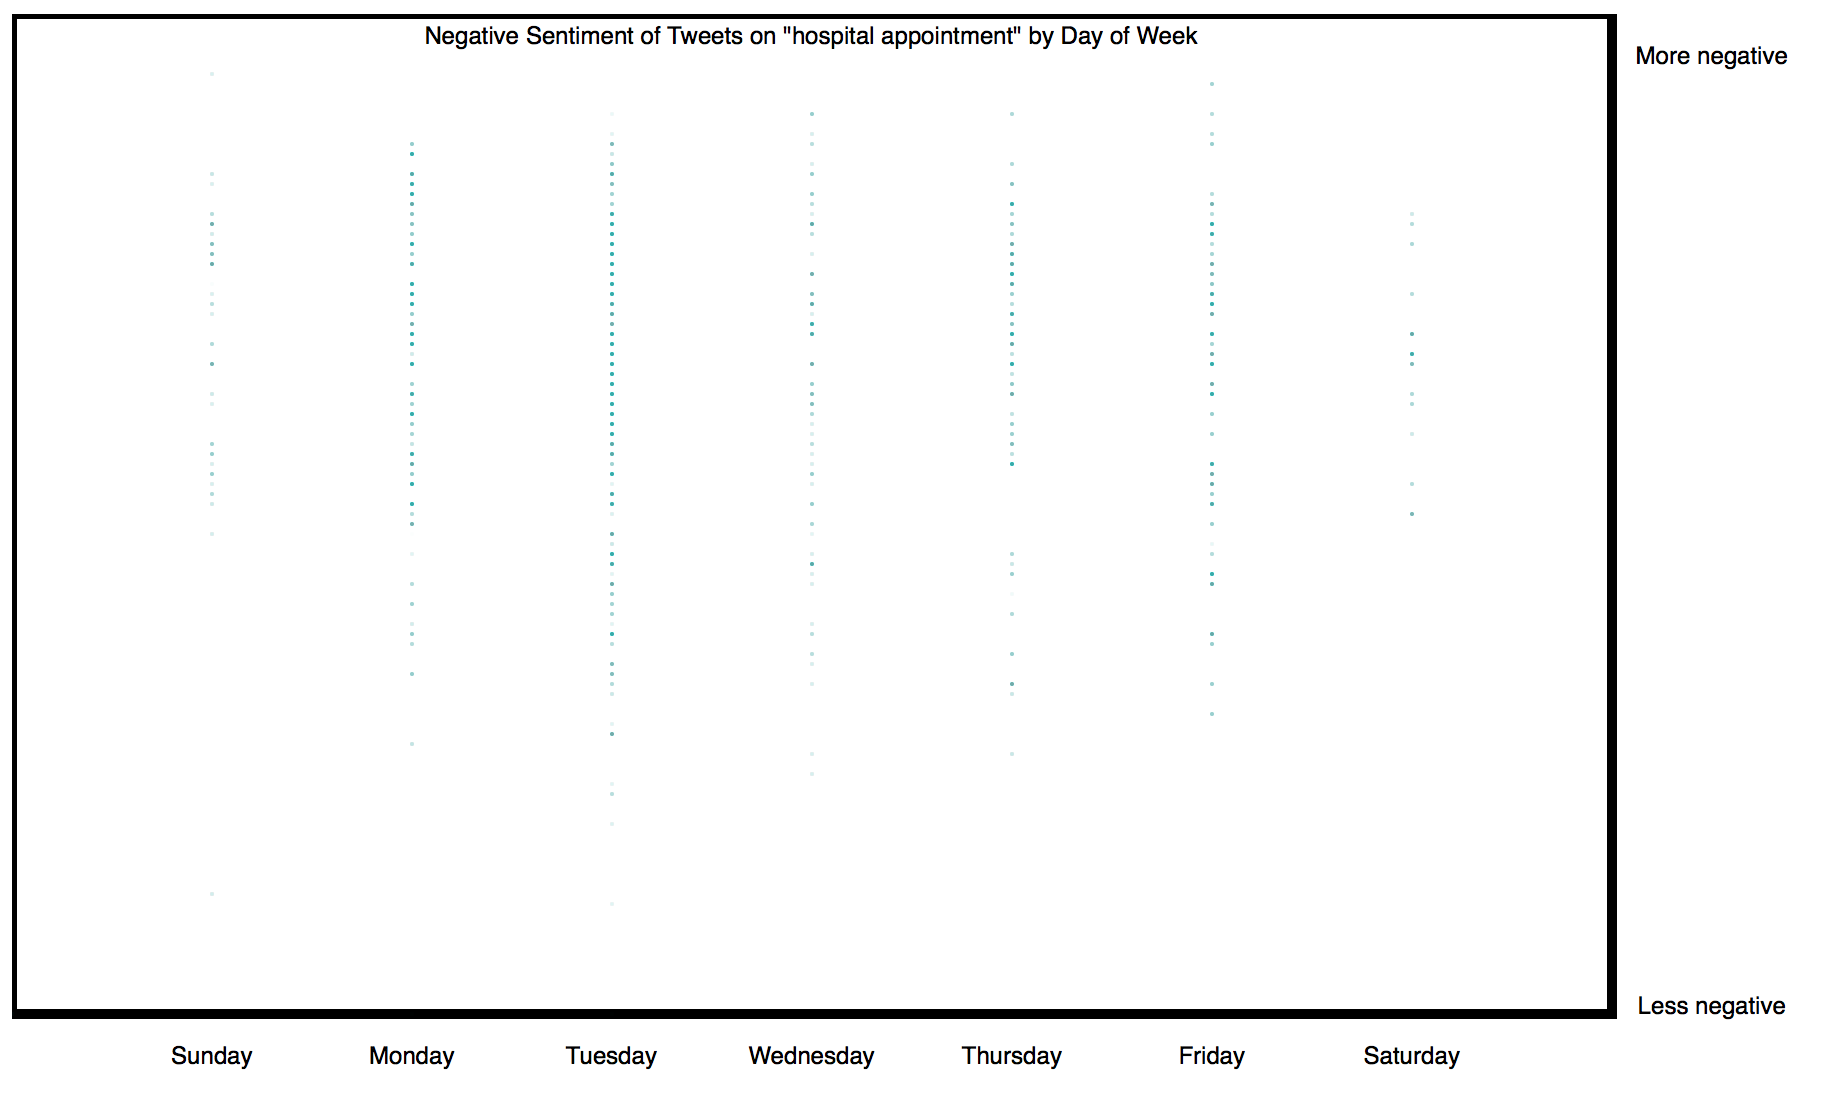 Negative Sentiment of Tweets on "hospital appointment" by Day of Week
More negative
Less negative
Sunday Monday Tuesday Wednesday Thursday Friday Saturday